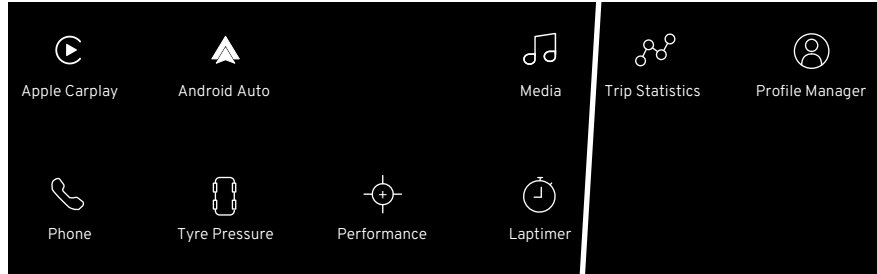 Apple Carplay
Android Auto
Media
Trip Statistics
Profile Manager
Phone
Tyre Pressure
Performance
Laptimer